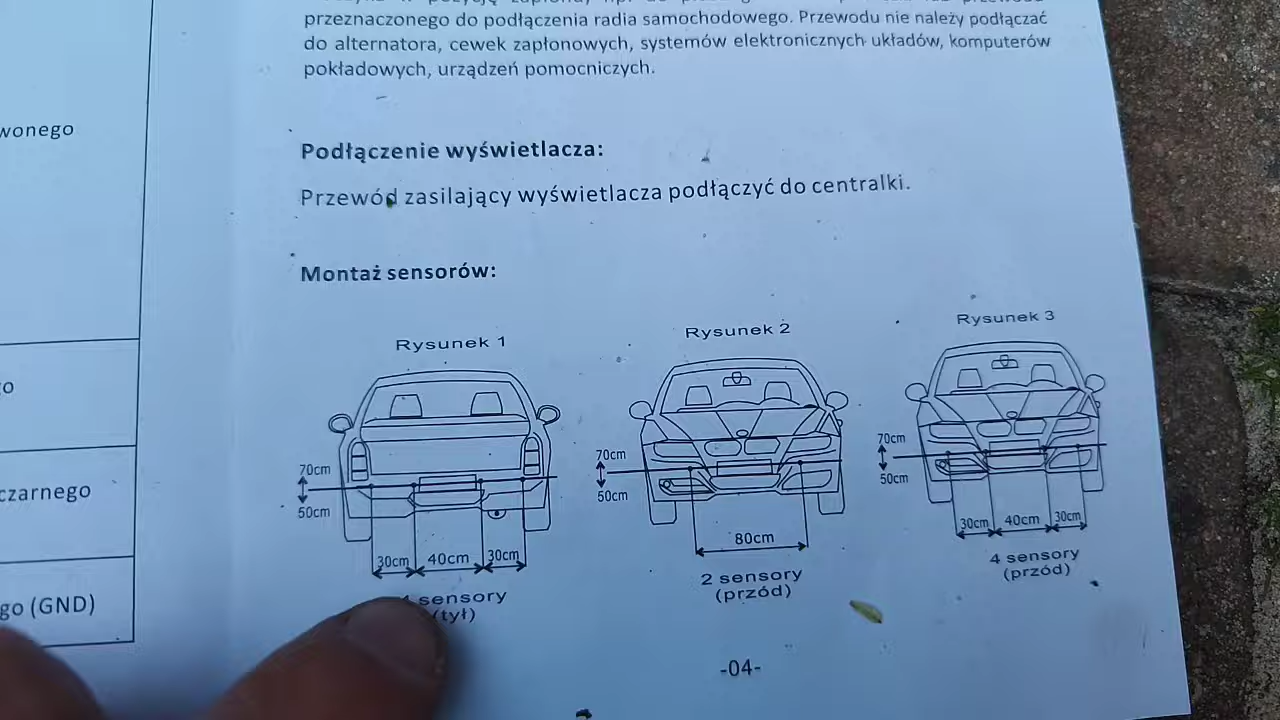 wonego
o
czarnego
go (GND)
przeznaczonego do podłączenia radia samochodowego. Przewodu nie należy podłączać
do alternatora, cewek zapłonowych, systemów elektronicznych układów, komputerów
pokładowych, urządzeń pomocniczych.
Podłączenie wyświetlacza:
Przewód zasilający wyświetlacza podłączyć do centralki.
Montaż sensorów:
Rysunek 1
70cm
50cm
30cm 40cm 30cm
sensory
(tył)
Rysunek 2
70cm
50cm
80cm
2 sensory
(przód)
Rysunek 3
70cm
50cm
30cm 40cm 30cm
4 sensory
(przód)
-04-